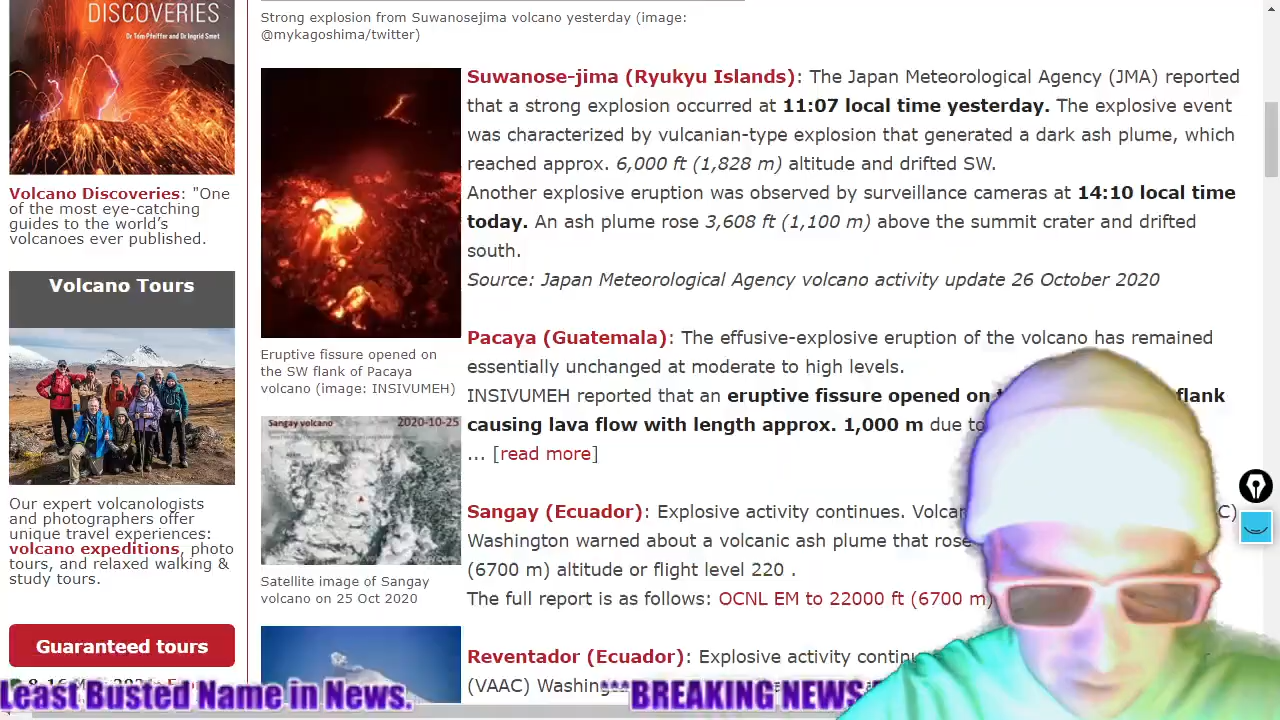 DISCOVERIES
Dr Tom Pfeiffer and Dr Ingrid Smet
Volcano Discoveries: "One
of the most eye-catching
guides to the world's
volcanoes ever published.
Volcano Tours
Our expert volcanologists
and photographers offer
unique travel experiences:
volcano expeditions, photo
tours, and relaxed walking &
study tours.
Guaranteed tours
Strong explosion from Suwanosejima volcano yesterday (image:
@mykagoshima/twitter)
Eruptive fissure opened on
the SW flank of Pacaya
volcano (image: INSIVUMEH)
Sangay volcano 2020-10-25
Satellite image of Sangay
volcano on 25 Oct 2020
Suwanose-jima (Ryukyu Islands): The Japan Meteorological Agency (JMA) reported
that a strong explosion occurred at 11:07 local time yesterday. The explosive event
was characterized by vulcanian-type explosion that generated a dark ash plume, which
reached approx. 6,000 ft (1,828 m) altitude and drifted SW.
Another explosive eruption was observed by surveillance cameras at 14:10 local time
today. An ash plume rose 3,608 ft (1,100 m) above the summit crater and drifted
south.
Source: Japan Meteorological Agency volcano activity update 26 October 2020
Pacaya (Guatemala): The effusive-explosive eruption of the volcano has remained
essentially unchanged at moderate to high levels.
INSIVUMEH reported that an eruptive fissure opened on flank
causing lava flow with length approx. 1,000 m due to
... [read more]
Sangay (Ecuador): Explosive activity continues. C)
Washington warned about a volcanic ash plume that rose
(6700 m) altitude or flight level 220 .
The full report is as follows: OCNL EM to 22000 ft (6700 m)
Reventador (Ecuador): Explosive activity
(VAAC)
Least Busted Name in News. ***BREAKING NEWS